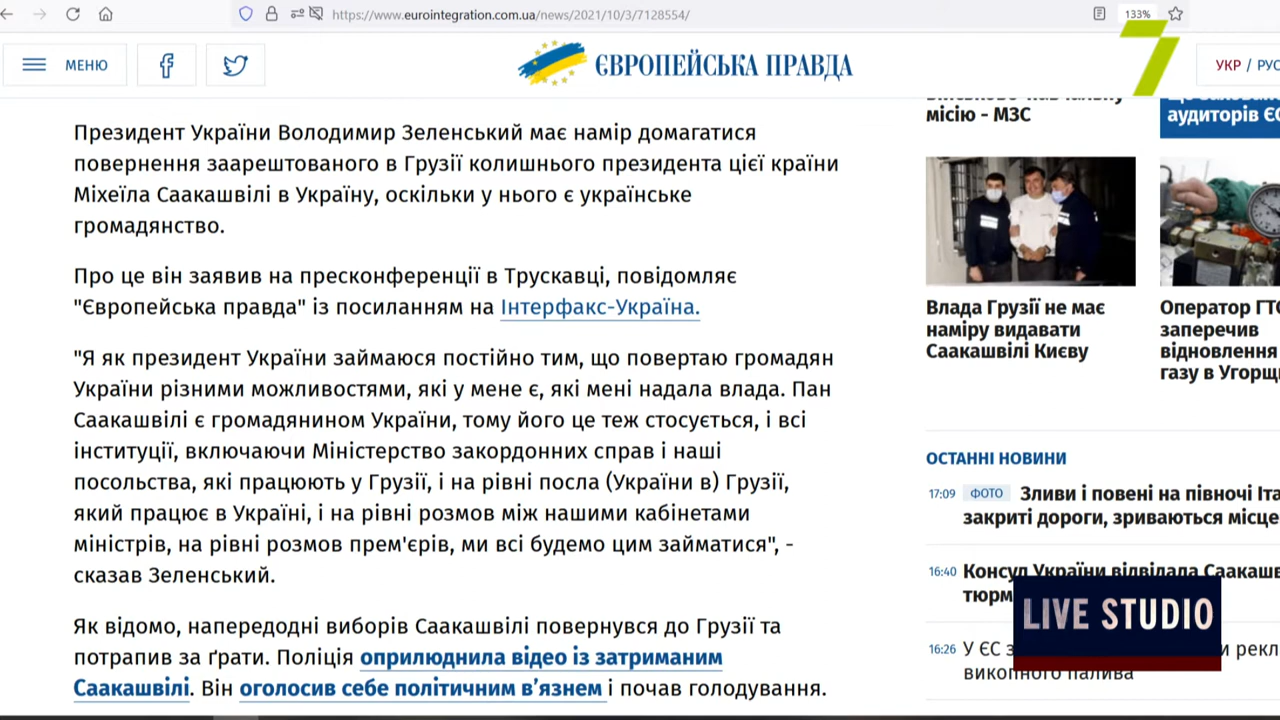 https://www.eurointegration.com.ua/news/2021/10/3/7128554/
133%
7
МЕНЮ
ЄВРОПЕЙСЬКА ПРАВДА
УКР / РУС
Президент України Володимир Зеленський має намір домагатися
повернення заарештованого в Грузії колишнього президента цієї країни
Міхеїла Саакашвілі в Україну, оскільки у нього є українське
громадянство.
Про це він заявив на пресконференції в Трускавці, повідомляє
"Європейська правда" із посиланням на Інтерфакс-Україна.
"Я як президент України займаюся постійно тим, що повертаю громадян
України різними можливостями, які у мене є, які мені надала влада. Пан
Саакашвілі є громадянином України, тому його це теж стосується, і всі
інституції, включаючи Міністерство закордонних справ і наші
посольства, які працюють у Грузії, і на рівні посла (України в) Грузії,
який працює в Україні, і на рівні розмов між нашими кабінетами
міністрів, на рівні розмов прем'єрів, ми всі будемо цим займатися", -
сказав Зеленський.
Як відомо, напередодні виборів Саакашвілі повернувся до Грузії та
потрапив за ґрати. Поліція оприлюднила відео із затриманим
Саакашвілі. Він оголосив себе політичним в’язнем і почав голодування.
місію - МЗС
аудиторів ЄС
Влада Грузії не має
наміру видавати
Саакашвілі Києву
Оператор ГТС
заперечив
відновлення
газу в Угорщ
ОСТАННІ НОВИНИ
17:09 ФОТО Зливи і повені на півночі Іта
закриті дороги, зриваються місце
16:40 Консул України відвідала Саакашв
тюрм
LIVE STUDIO
16:26 У ЄС з и рекл
викопного палива